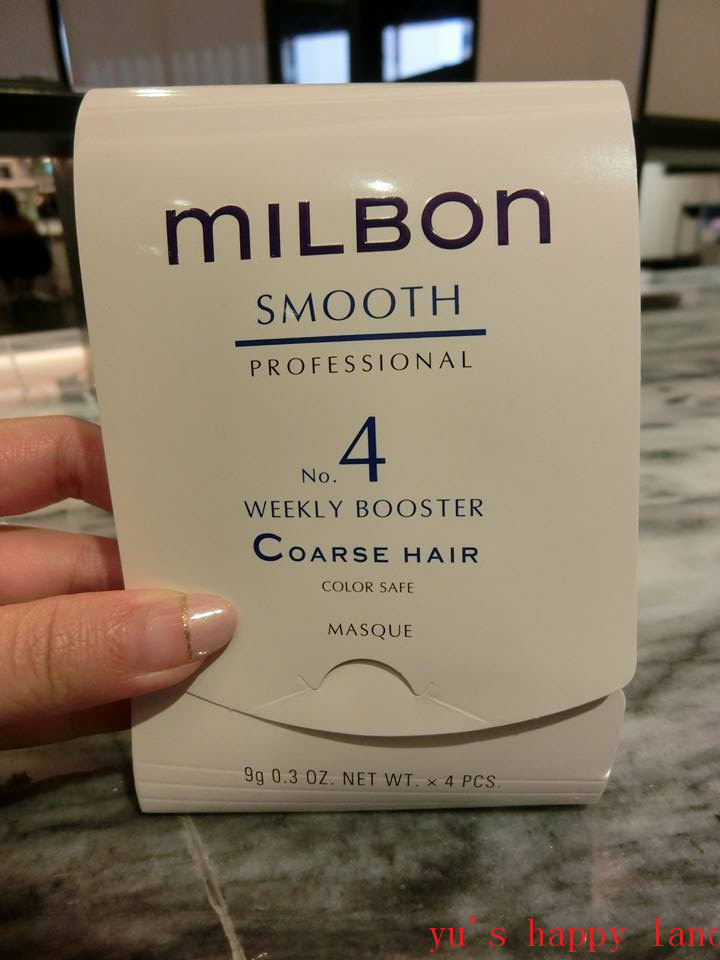 mILBon
SMOOTH
PROFESSIONAL
No. 4
WEEKLY BOOSTER
COARSE HAIR
COLOR SAFE
MASQUE
9g 0.3 OZ. NET WT. × 4 PCS.
yu's happy land